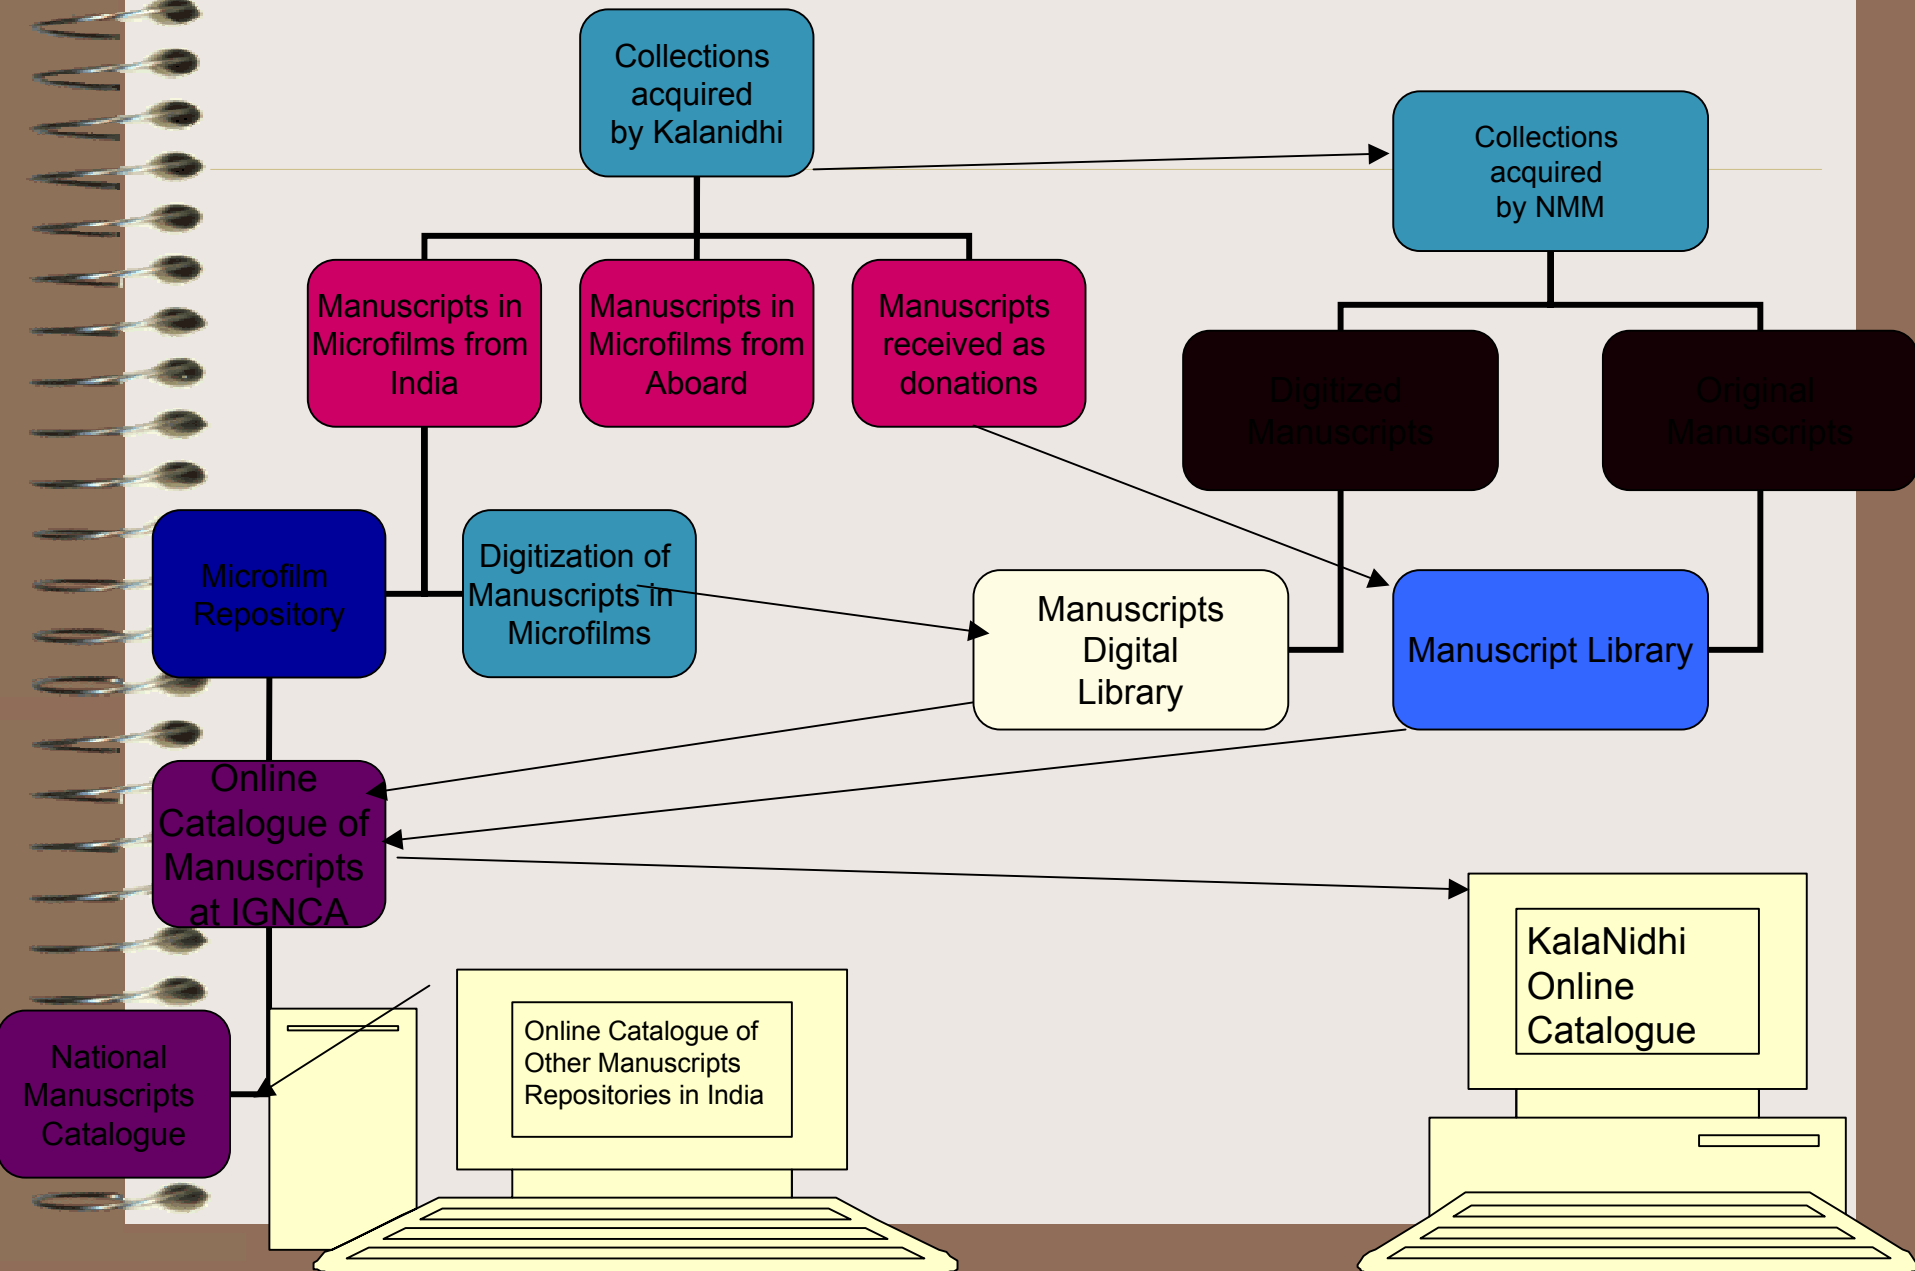 Collections
acquired
by Kalanidhi
Collections
acquired
by NMM
Manuscripts in
Microfilms from
India
Manuscripts in
Microfilms from
Aboard
Manuscripts
received as
donations
Digitized
Manuscripts
Original
Manuscripts
Microfilm
Repository
Digitization of
Manuscripts in
Microfilms
Manuscripts
Digital
Library
Manuscript Library
Online
Catalogue of
Manuscripts
at IGNCA
KalaNidhi
Online
Catalogue
National
Manuscripts
Catalogue
Online Catalogue of
Other Manuscripts
Repositories in India